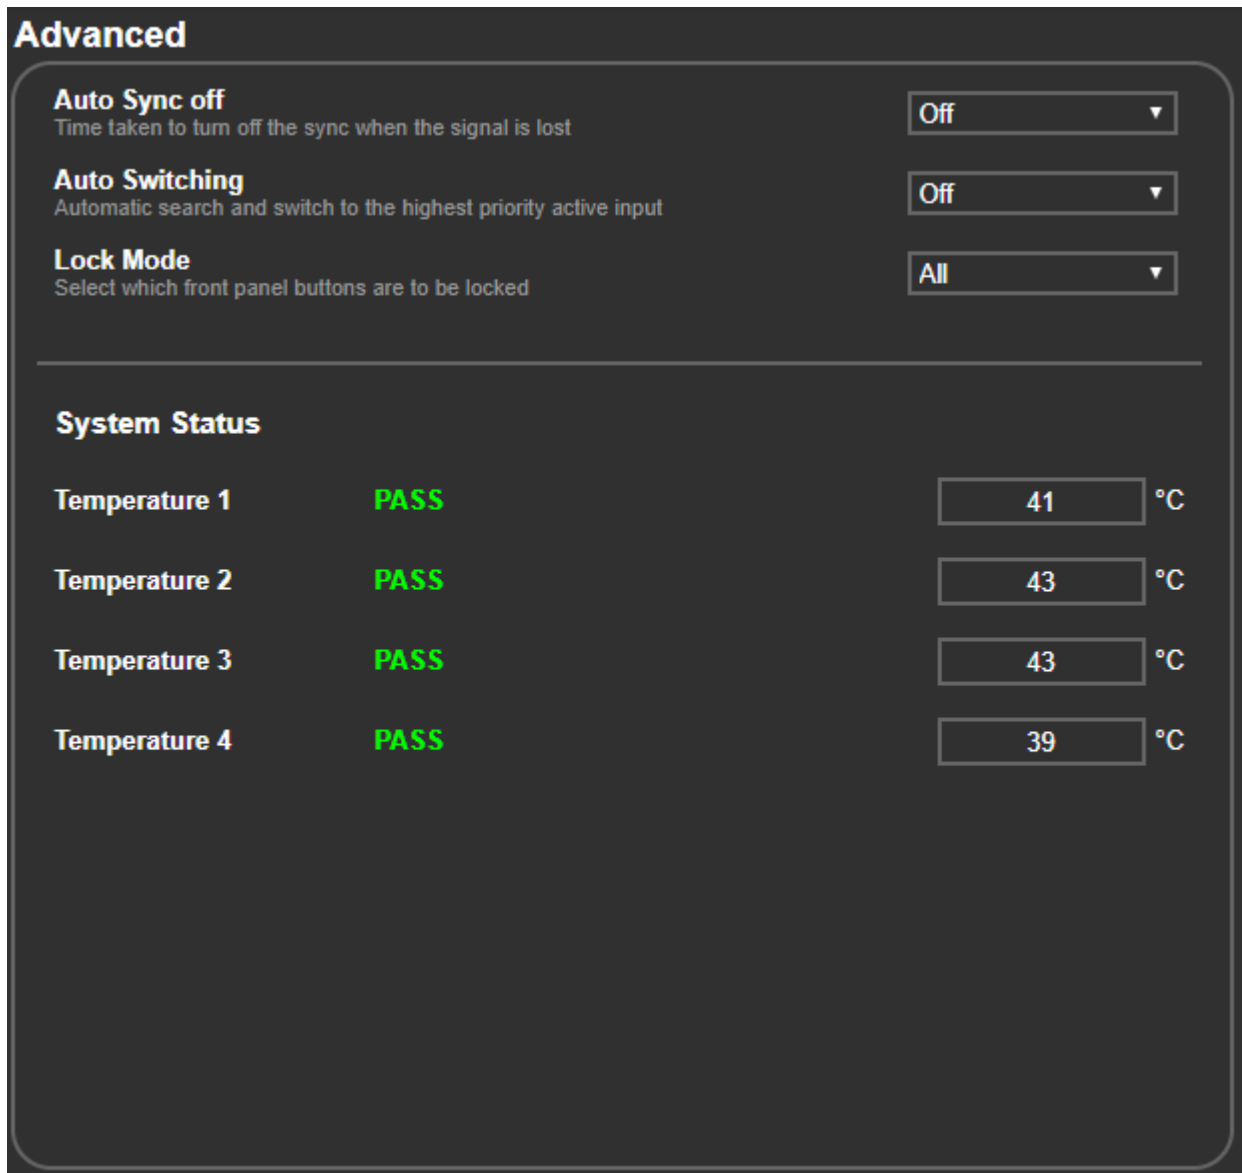 Advanced
Auto Sync off
Time taken to turn off the sync when the signal is lost
Off
Auto Switching
Automatic search and switch to the highest priority active input
Off
Lock Mode
Select which front panel buttons are to be locked
All
System Status
Temperature 1 PASS 41 °C
Temperature 2 PASS 43 °C
Temperature 3 PASS 43 °C
Temperature 4 PASS 39 °C